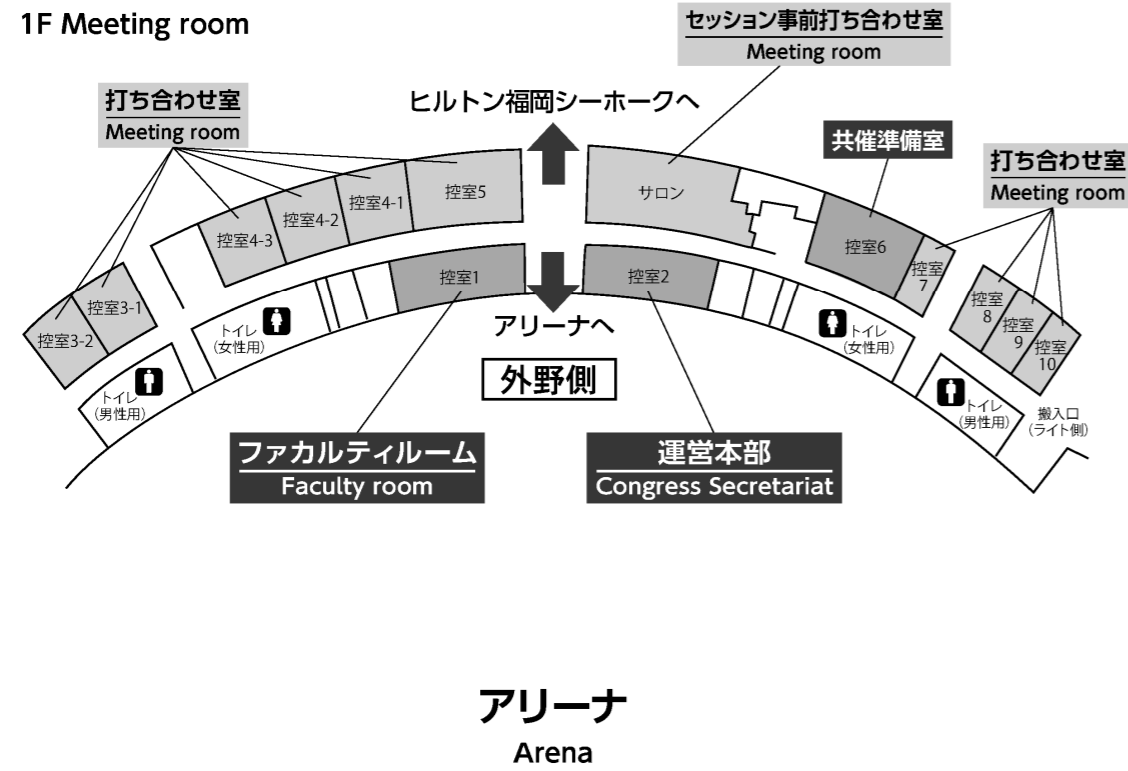 1F Meeting room
セッション事前打ち合わせ室
Meeting room
打ち合わせ室
Meeting room
ヒルトン福岡シーホークへ
共催準備室
打ち合わせ室
Meeting room
控室5
控室4-1
控室4-2
控室4-3
サロン
控室6
控室
7
控室3-1
控室3-2
控室1
控室2
控室
8
控室
9
控室
10
アリーナへ
トイレ
(女性用)
トイレ
(女性用)
トイレ
(男性用)
トイレ
(男性用)
搬入口
(ライト側)
外野側
ファカルティルーム
Faculty room
運営本部
Congress Secretariat
アリーナ
Arena